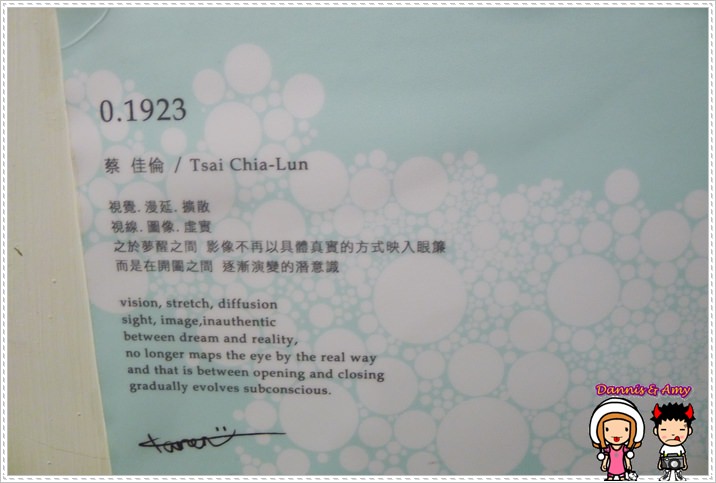 0.1923
蔡 佳倫 / Tsai Chia-Lun
視覺. 漫延. 擴散
視線. 圖像. 虛實
之於夢醒之間 影像不再以具體真實的方式映入眼簾
而是在開闔之間 逐漸演變的潛意識
vision, stretch, diffusion
sight, image,inauthentic
between dream and reality,
no longer maps the eye by the real way
and that is between opening and closing
gradually evolves subconscious.
Dannis & Amy